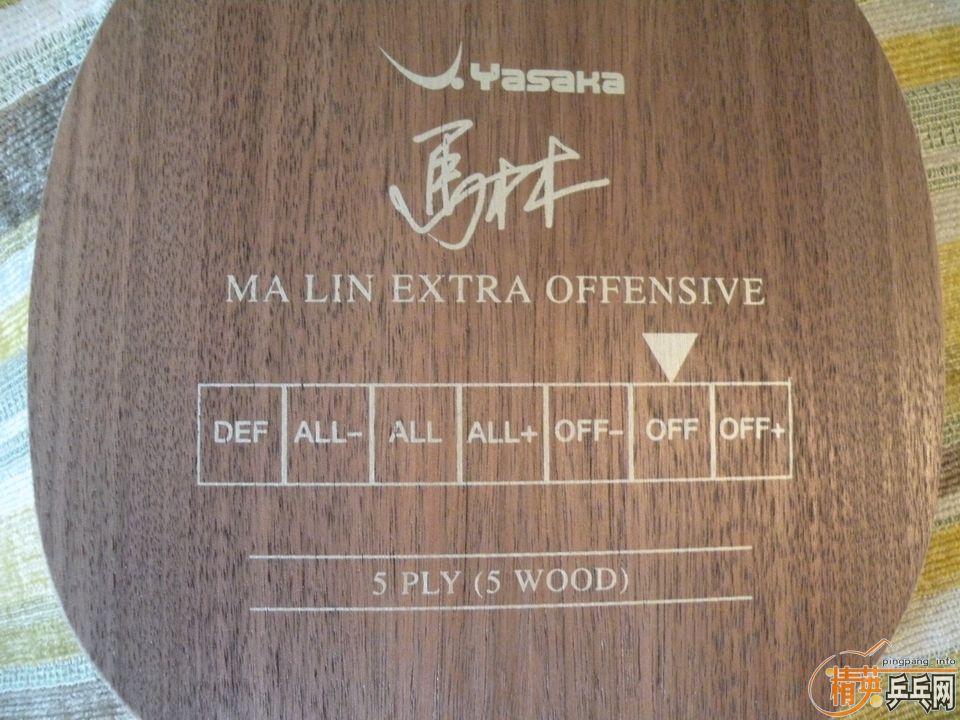 Yasaka
馬林
MA LIN EXTRA OFFENSIVE
DEF ALL- ALL ALL+ OFF- OFF OFF+
5 PLY (5 WOOD)
pingpang.info
精英乒乓网